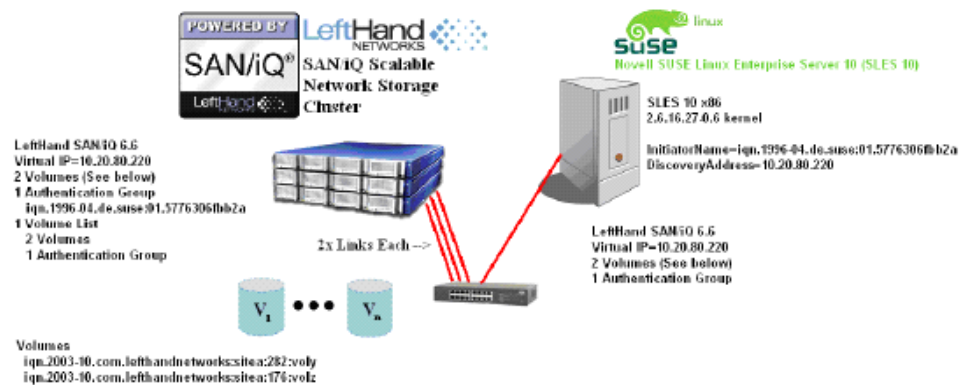 POWERED BY
SAN/iQ®
LeftHand
LeftHand
NETWORKS
SAN/iQ Scalable
Network Storage
Cluster
linux
SUSE
Novell SUSE Linux Enterprise Server 10 (SLES 10)
SLES 10 x86
2.6.16.27-0.6 kernel
InitiatorName=iqn.1996-04.de.suse:01.5776306fbb2a
DiscoveryAddress=10.20.80.220
LeftHand SAN/iQ 6.6
Virtual IP=10.20.80.220
2 Volumes (See below)
1 Authentication Group
iqn.1996-04.de.suse:01.5776306fbb2a
1 Volume List
2 Volumes
1 Authentication Group
2x Links Each -->
LeftHand SAN/iQ 6.6
Virtual IP=10.20.80.220
2 Volumes (See below)
1 Authentication Group
V1
Vn
Volumes
iqn.2003-10.com.lefthandnetworks:sitea:282:voly
iqn.2003-10.com.lefthandnetworks:sitea:176:volz